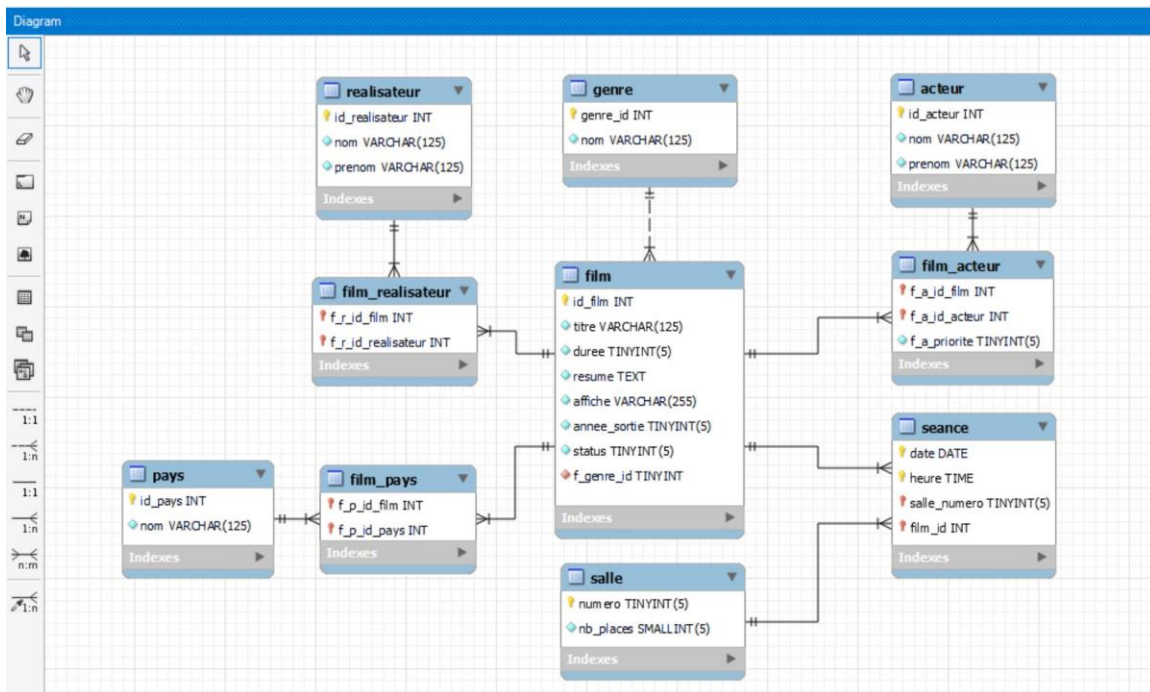 Diagram
realisateur
id_realisateur INT
nom VARCHAR(125)
prenom VARCHAR(125)
Indexes
genre
genre_id INT
nom VARCHAR(125)
Indexes
acteur
id_acteur INT
nom VARCHAR(125)
prenom VARCHAR(125)
Indexes
film_realisateur
f_r_id_film INT
f_r_id_realisateur INT
Indexes
film
id_film INT
titre VARCHAR(125)
duree TINYINT(5)
resume TEXT
affiche VARCHAR(255)
annee_sortie TINYINT(5)
status TINYINT(5)
f_genre_id TINYINT
Indexes
film_acteur
f_a_id_film INT
f_a_id_acteur INT
f_a_priorite TINYINT(5)
Indexes
pays
id_pays INT
nom VARCHAR(125)
Indexes
film_pays
f_p_id_film INT
f_p_id_pays INT
Indexes
seance
date DATE
heure TIME
salle_numero TINYINT(5)
film_id INT
Indexes
salle
numero TINYINT(5)
nb_places SMALLINT(5)
Indexes
1:1
1:n
1:1
1:n
n:m
1:n